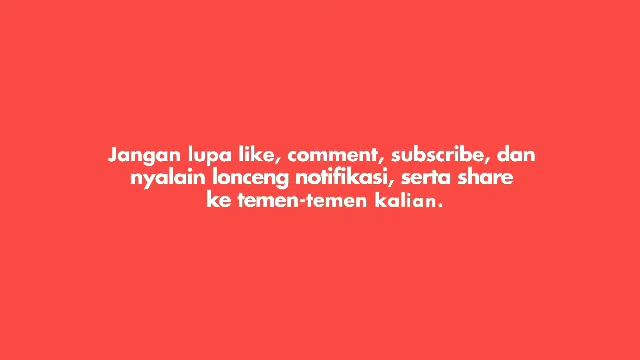 Jangan lupa like, comment, subscribe, dan
nyalain lonceng notifikasi, serta share
ke temen-temen kalian.